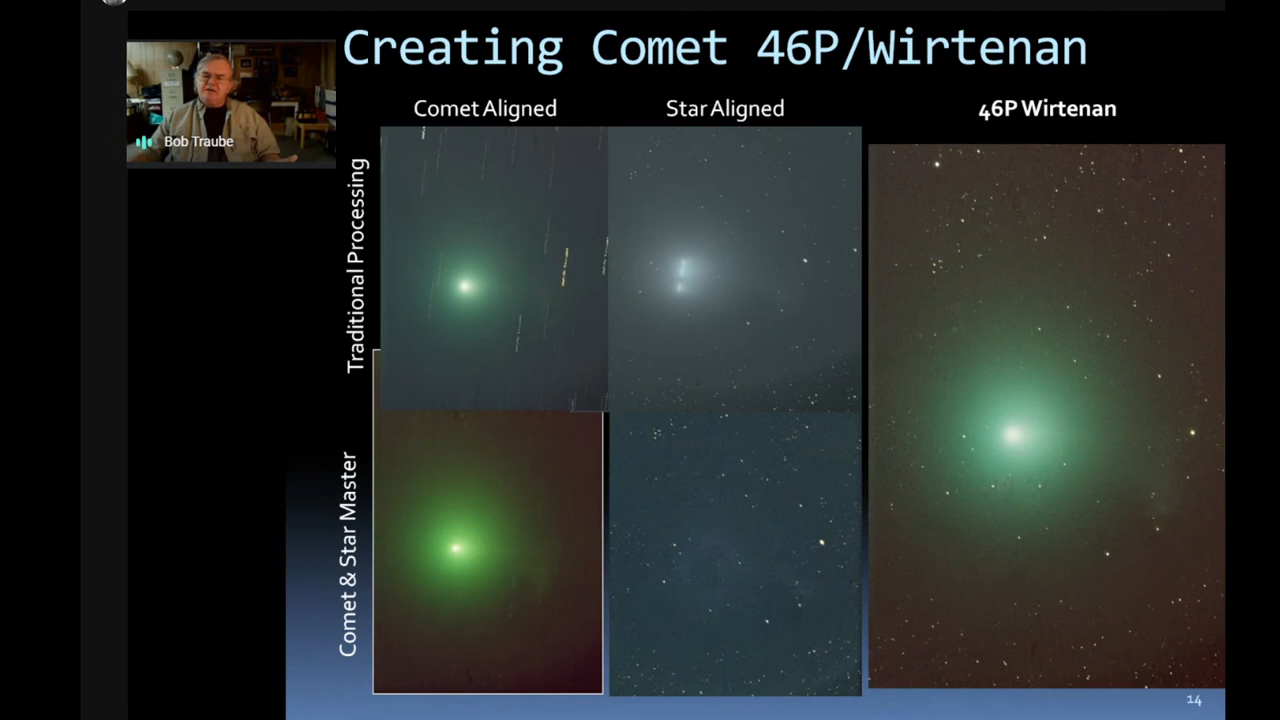 Creating Comet 46P/Wirtenan
Comet Aligned
Star Aligned
46P Wirtenan
Bob Traube
Traditional Processing
Comet & Star Master
14